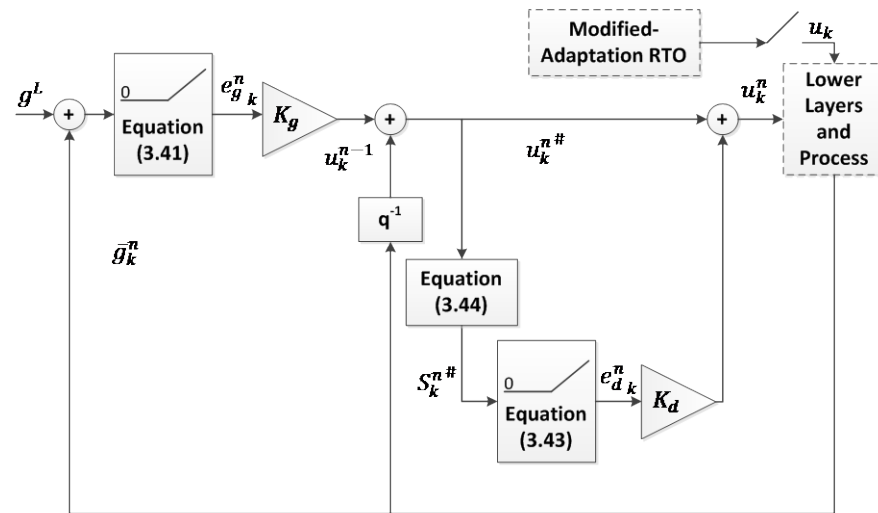 Modified-
Adaptation RTO
u_k
g^L
+
0
Equation
(3.41)
e_g^n_k
K_g
u_k^{n-1}
+
u_k^{n#}
+
u_k^n
Lower
Layers
and
Process
q^{-1}
ḡ_k^n
Equation
(3.44)
S_k^{n#}
0
Equation
(3.43)
e_d^n_k
K_d